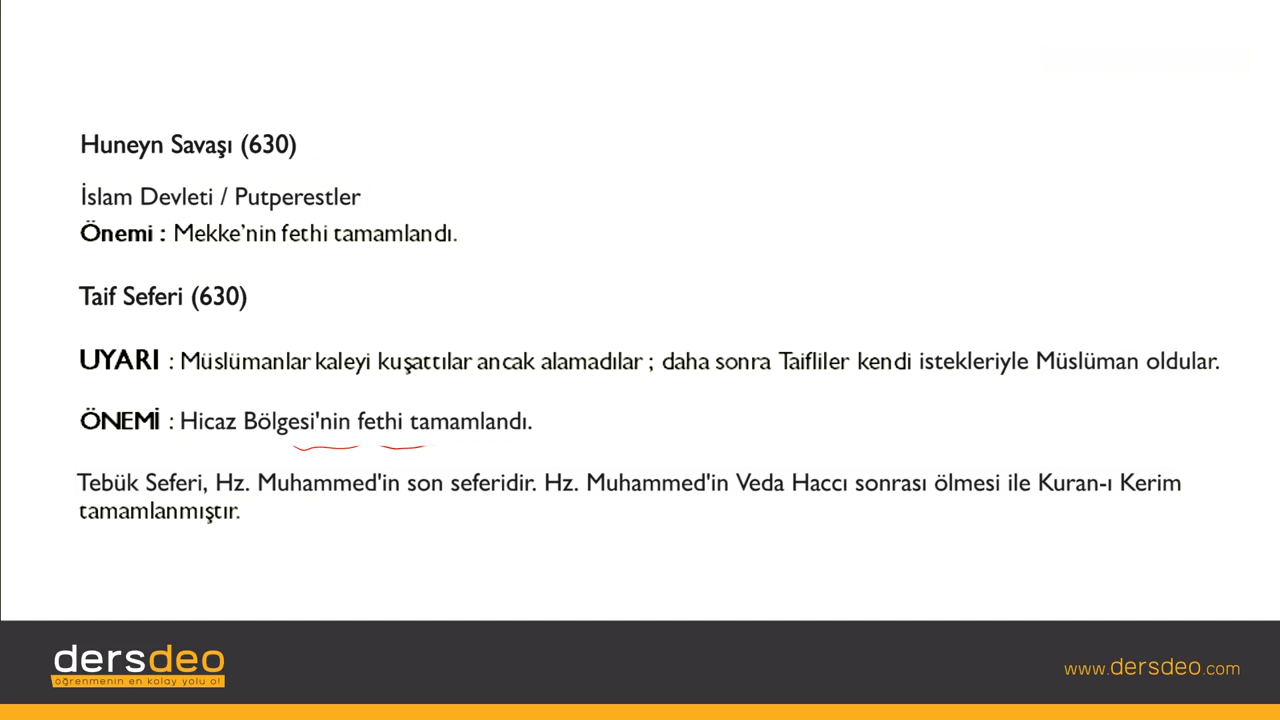 Huneyn Savaşı (630)
İslam Devleti / Putperestler
Önemi : Mekke’nin fethi tamamlandı.
Taif Seferi (630)
UYARI : Müslümanlar kaleyi kuşattılar ancak alamadılar ; daha sonra Taifliler kendi istekleriyle Müslüman oldular.
ÖNEMİ : Hicaz Bölgesi'nin fethi tamamlandı.
Tebük Seferi, Hz. Muhammed'in son seferidir. Hz. Muhammed'in Veda Haccı sonrası ölmesi ile Kuran-ı Kerim
tamamlanmıştır.
dersdeo
öğrenmenin en kolay yolu o!
www.dersdeo.com